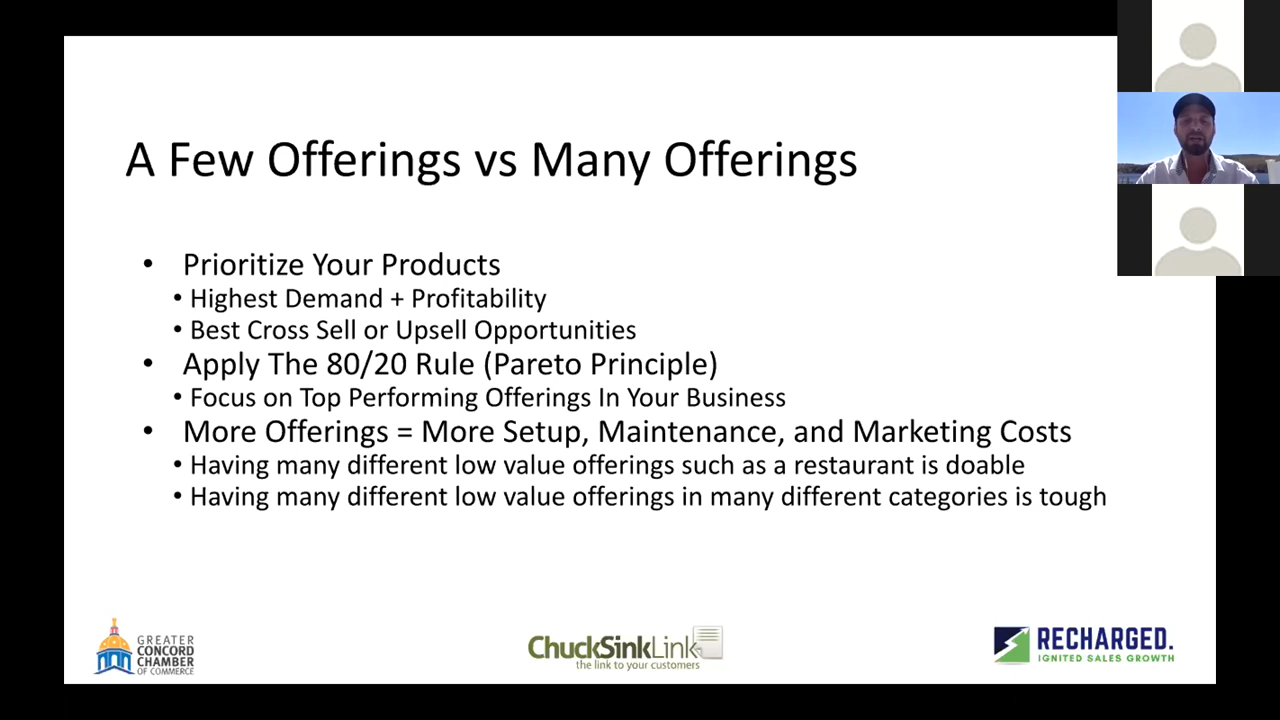 A Few Offerings vs Many Offerings
• Prioritize Your Products
• Highest Demand + Profitability
• Best Cross Sell or Upsell Opportunities
• Apply The 80/20 Rule (Pareto Principle)
• Focus on Top Performing Offerings In Your Business
• More Offerings = More Setup, Maintenance, and Marketing Costs
• Having many different low value offerings such as a restaurant is doable
• Having many different low value offerings in many different categories is tough
GREATER
CONCORD
CHAMBER
OF COMMERCE
ChuckSinkLink
the link to your customers
RECHARGED.
IGNITED SALES GROWTH